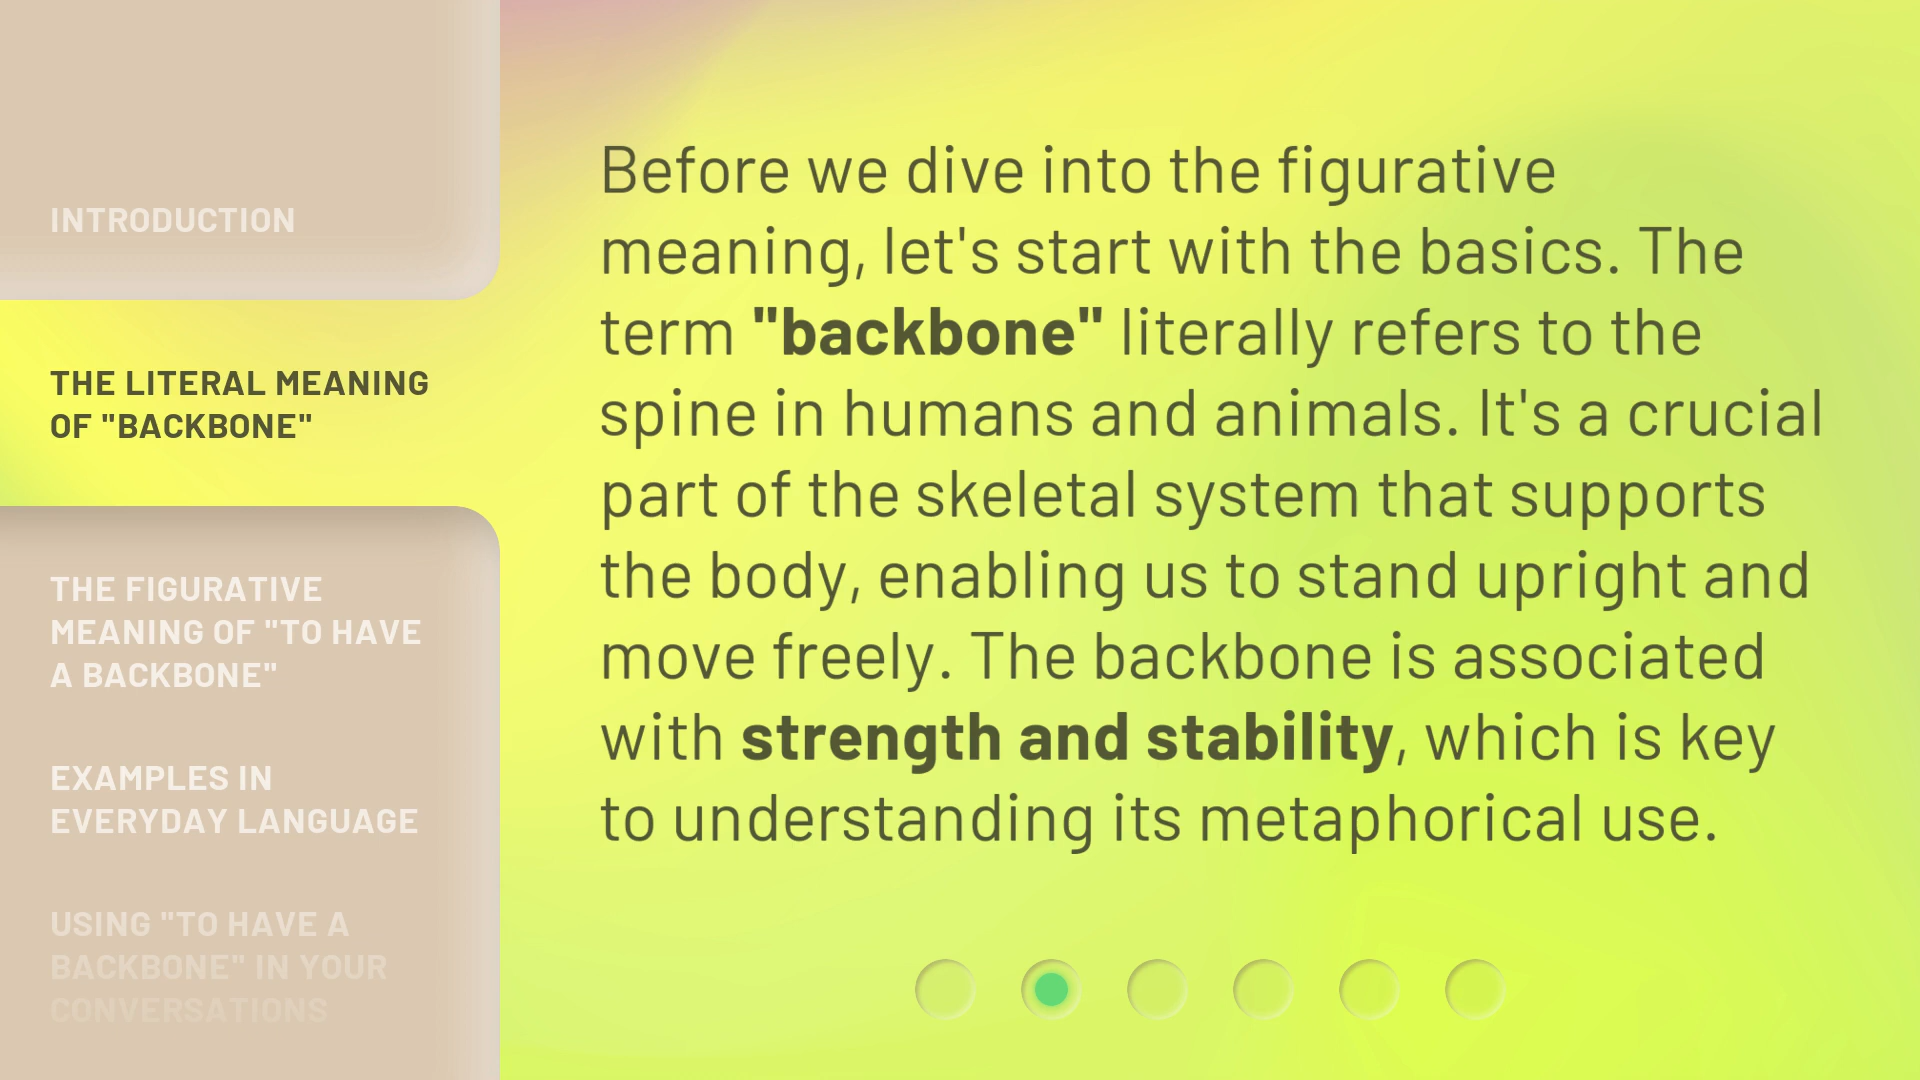 INTRODUCTION
THE LITERAL MEANING
OF "BACKBONE"
THE FIGURATIVE
MEANING OF "TO HAVE
A BACKBONE"
EXAMPLES IN
EVERYDAY LANGUAGE
USING "TO HAVE A
BACKBONE" IN YOUR
CONVERSATIONS
Before we dive into the figurative
meaning, let's start with the basics. The
term "backbone" literally refers to the
spine in humans and animals. It's a crucial
part of the skeletal system that supports
the body, enabling us to stand upright and
move freely. The backbone is associated
with strength and stability, which is key
to understanding its metaphorical use.